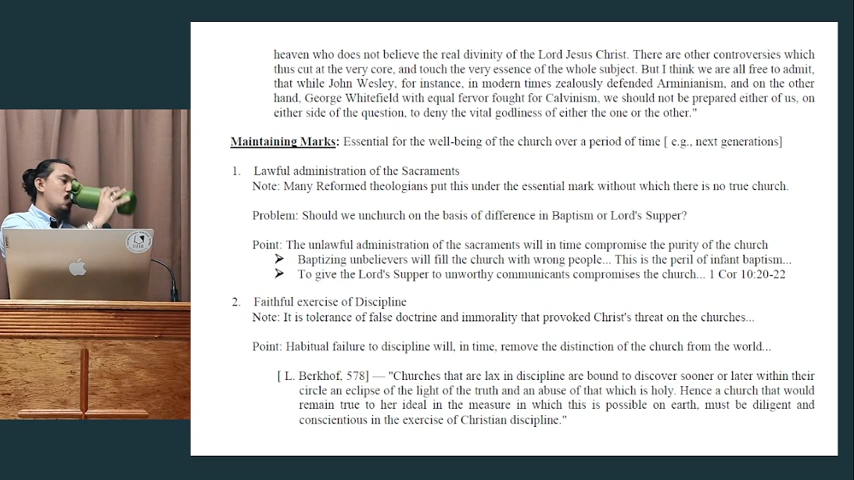 heaven who does not believe the real divinity of the Lord Jesus Christ. There are other controversies which
thus cut at the very core, and touch the very essence of the whole subject. But I think we are all free to admit,
that while John Wesley, for instance, in modern times zealously defended Arminianism, and on the other
hand, George Whitefield with equal fervor fought for Calvinism, we should not be prepared either of us, on
either side of the question, to deny the vital godliness of either the one or the other."
Maintaining Marks: Essential for the well-being of the church over a period of time [ e.g., next generations]
1. Lawful administration of the Sacraments
Note: Many Reformed theologians put this under the essential mark without which there is no true church.
Problem: Should we unchurch on the basis of difference in Baptism or Lord's Supper?
Point: The unlawful administration of the sacraments will in time compromise the purity of the church
➤ Baptizing unbelievers will fill the church with wrong people... This is the peril of infant baptism...
➤ To give the Lord's Supper to unworthy communicants compromises the church... 1 Cor 10:20-22
2. Faithful exercise of Discipline
Note: It is tolerance of false doctrine and immorality that provoked Christ's threat on the churches...
Point: Habitual failure to discipline will, in time, remove the distinction of the church from the world...
[ L. Berkhof, 578] — "Churches that are lax in discipline are bound to discover sooner or later within their
circle an eclipse of the light of the truth and an abuse of that which is holy. Hence a church that would
remain true to her ideal in the measure in which this is possible on earth, must be diligent and
conscientious in the exercise of Christian discipline."